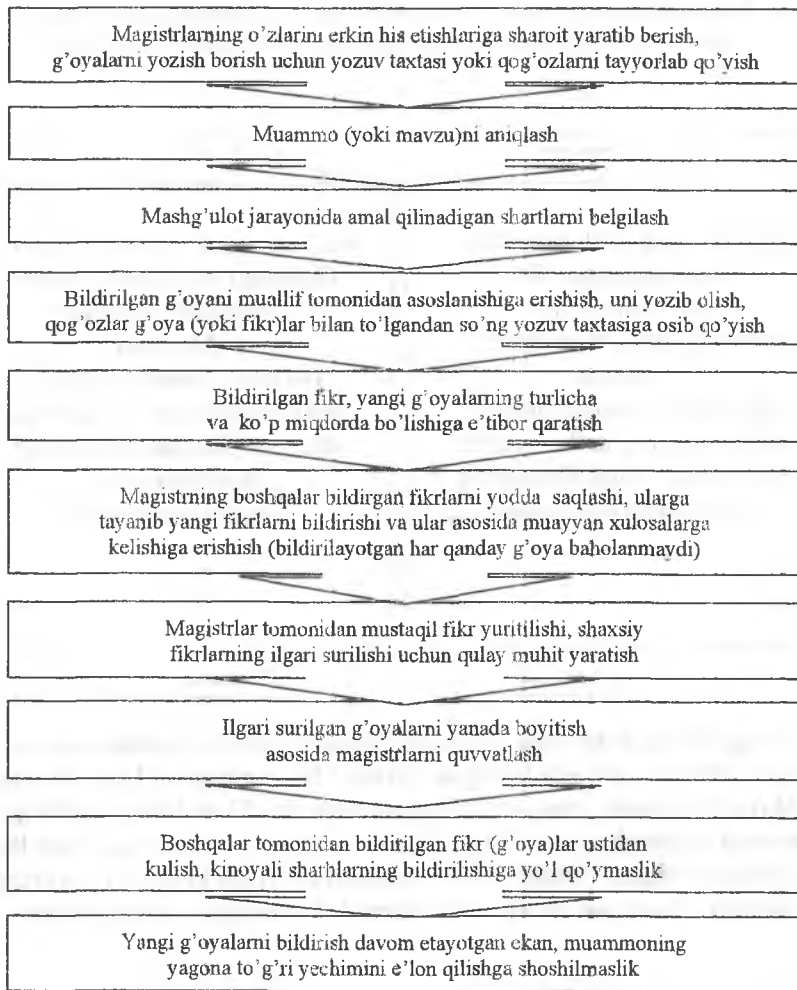 Magistrlarning o'zlarini erkin his etishlariga sharoit yaratib berish,
g'oyalarni yozish borish uchun yozuv taxtasi yoki qog'ozlarni tayyorlab qo'yish
Muammo (yoki mavzu)ni aniqlash
Mashg'ulot jarayonida amal qilinadigan shartlarni belgilash
Bildirilgan g'oyani muallif tomonidan asoslanishiga erishish, uni yozib olish,
qog'ozlar g'oya (yoki fikr)lar bilan to'lgandan so'ng yozuv taxtasiga osib qo'yish
Bildirilgan fikr, yangi g'oyalarning turlicha
va ko'p miqdorda bo'lishiga e'tibor qaratish
Magistrning boshqalar bildirgan fikrlarni yodda saqlashi, ularga
tayanib yangi fikrlarni bildirishi va ular asosida muayyan xulosalarga
kelishiga erishish (bildirilayotgan har qanday g'oya baholanmaydi)
Magistrlar tomonidan mustaqil fikr yuritilishi, shaxsiy
fikrlarning ilgari surilishi uchun qulay muhit yaratish
Ilgari surilgan g'oyalarni yanada boyitish
asosida magistrlarni quvvatlash
Boshqalar tomonidan bildirilgan fikr (g'oya)lar ustidan
kulish, kinoyali sharhlarning bildirilishiga yo'l qo'ymaslik
Yangi g'oyalarni bildirish davom etayotgan ekan, muammoning
yagona to'g'ri yechimini e'lon qilishga shoshilmaslik